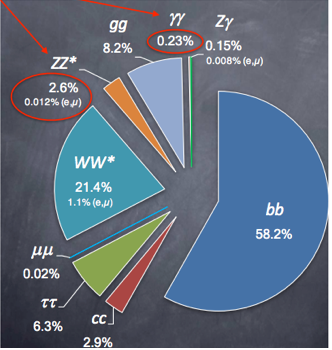 γγ
Zγ
gg
0.23%
8.2%
0.15%
0.008% (e,μ)
ZZ*
2.6%
0.012% (e,μ)
WW*
21.4%
1.1% (e,μ)
bb
58.2%
μμ
0.02%
ττ
6.3%
cc
2.9%